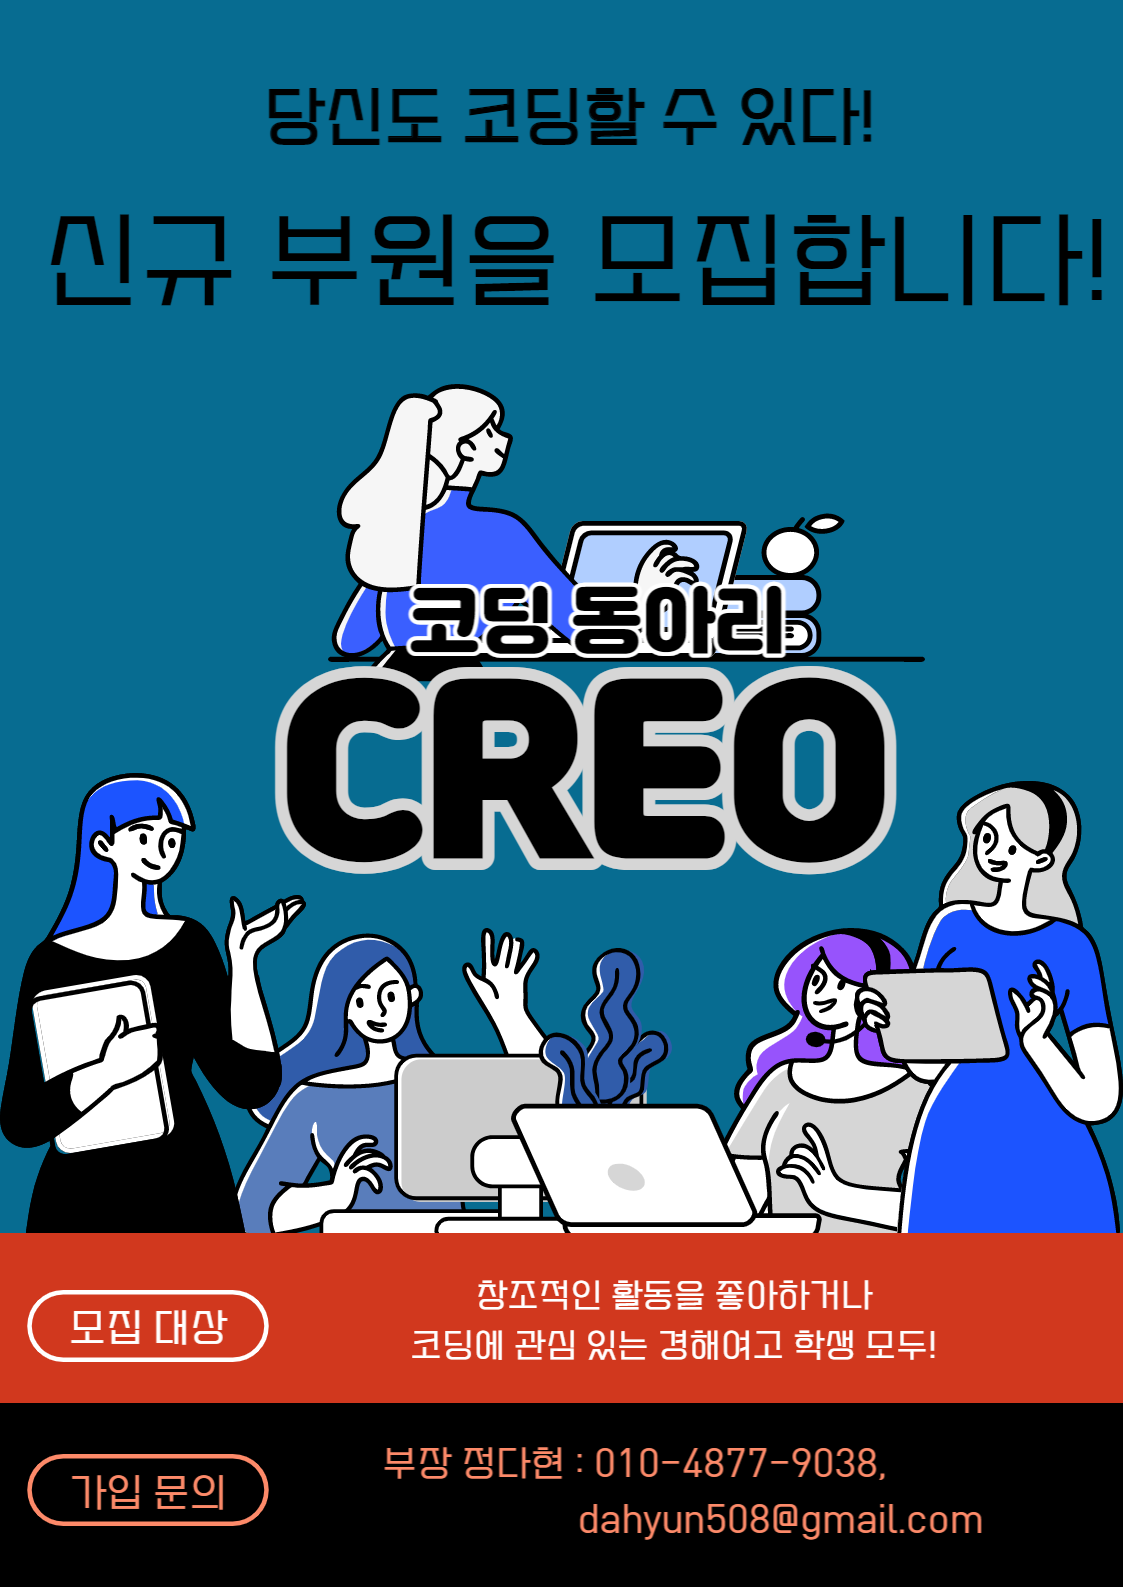 당신도 코딩할 수 있다!
신규 부원을 모집합니다!
코딩 동아리
CREO
모집 대상
창조적인 활동을 좋아하거나
코딩에 관심 있는 경해여고 학생 모두!
가입 문의
부장 정다현 : 010-4877-9038,
dahyun508@gmail.com